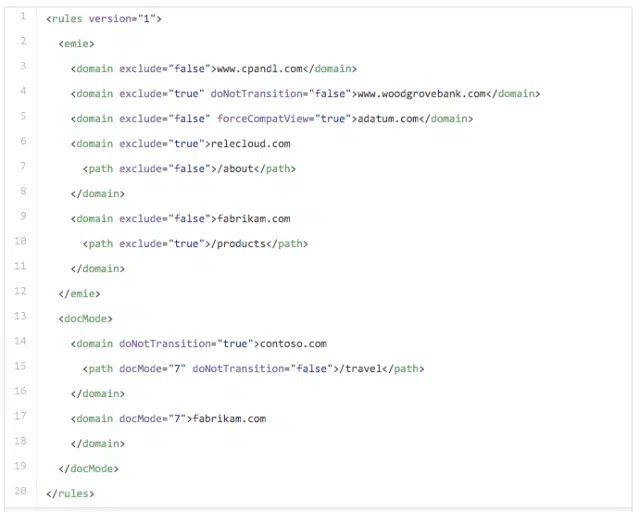 1 <rules version="1">
2 <emie>
3 <domain exclude="false">www.cpandl.com</domain>
4 <domain exclude="true" doNotTransition="false">www.woodgrovebank.com</domain>
5 <domain exclude="false" forceCompatView="true">adatum.com</domain>
6 <domain exclude="true">relecloud.com
7 <path exclude="false">/about</path>
8 </domain>
9 <domain exclude="false">fabrikam.com
10 <path exclude="true">/products</path>
11 </domain>
12 </emie>
13 <docMode>
14 <domain doNotTransition="true">contoso.com
15 <path docMode="7" doNotTransition="false">/travel</path>
16 </domain>
17 <domain docMode="7">fabrikam.com
18 </domain>
19 </docMode>
20 </rules>